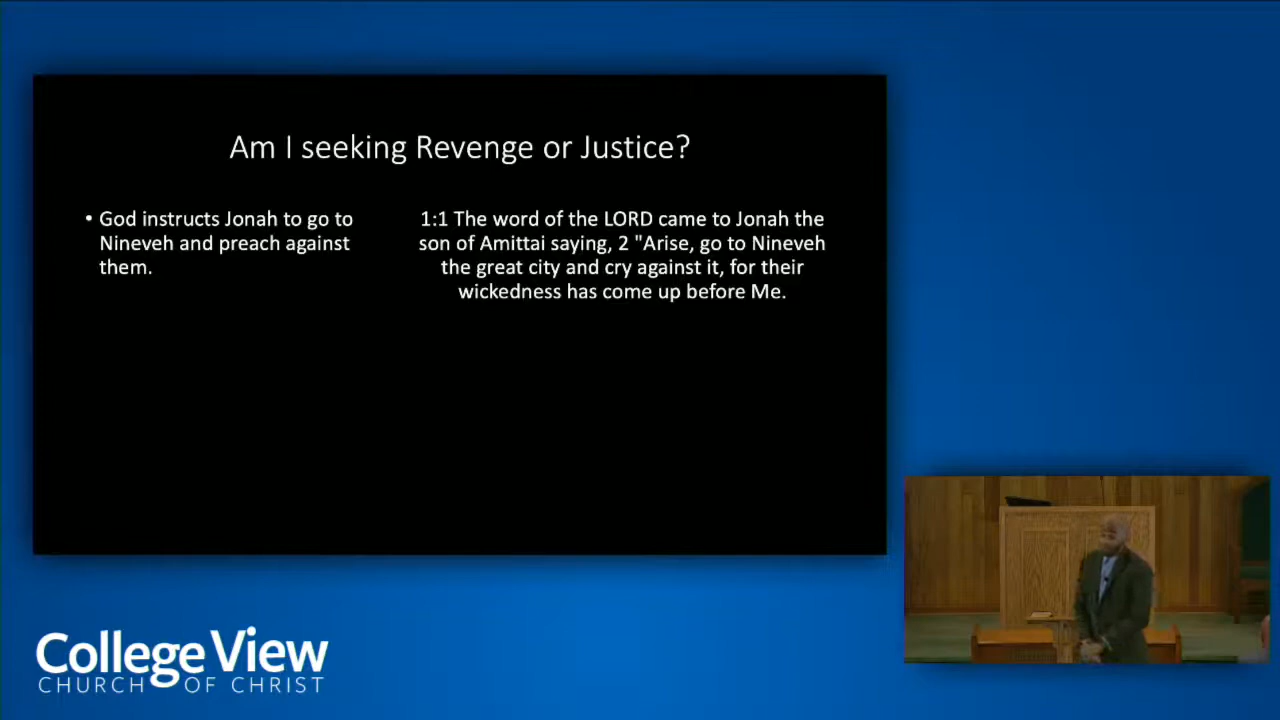 Am I seeking Revenge or Justice?
• God instructs Jonah to go to
Nineveh and preach against
them.
1:1 The word of the LORD came to Jonah the
son of Amittai saying, 2 "Arise, go to Nineveh
the great city and cry against it, for their
wickedness has come up before Me.
College View
CHURCH OF CHRIST